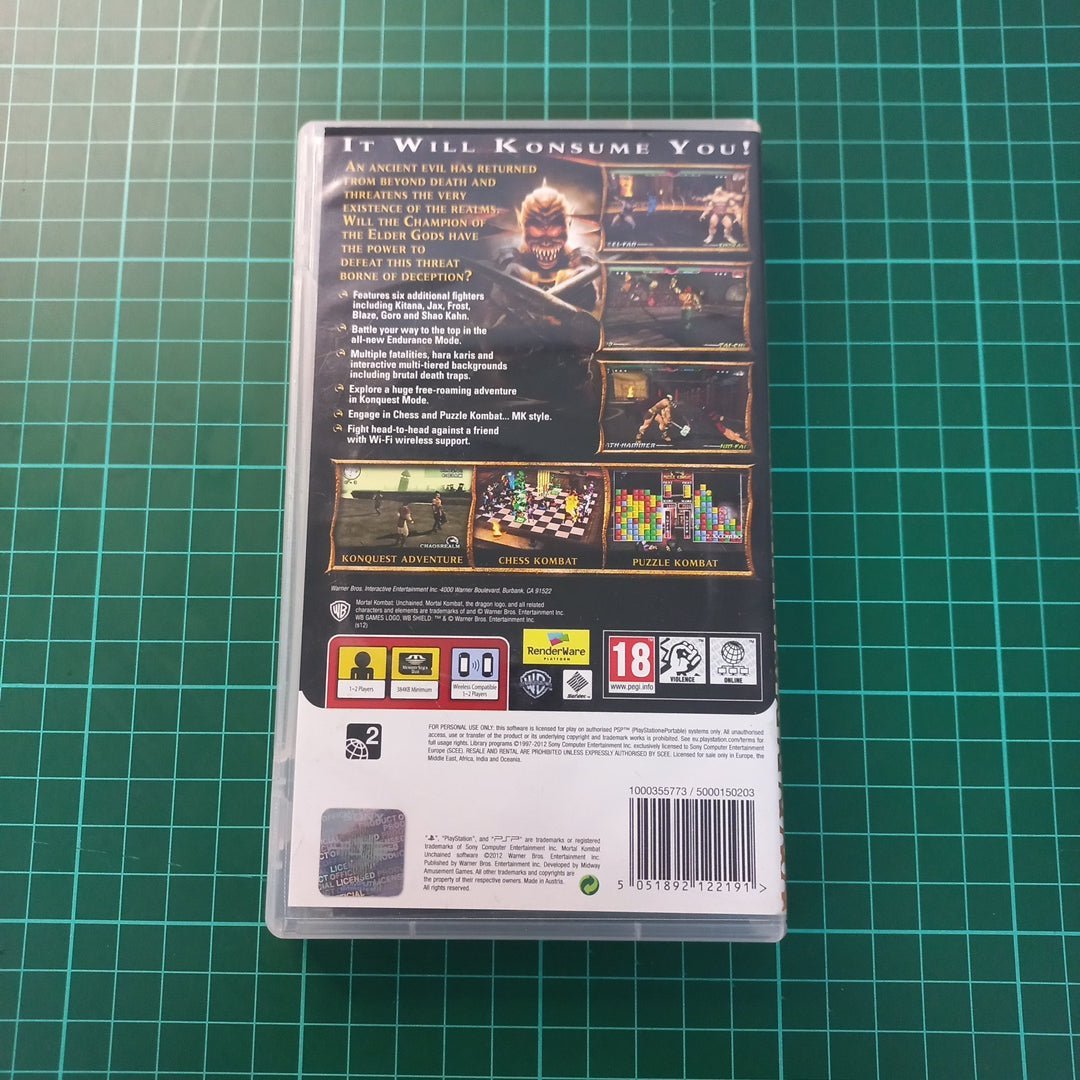 IT WILL KONSUME YOU!
AN ANCIENT EVIL HAS RETURNED
FROM BEYOND DEATH AND
THREATENS THE VERY
EXISTENCE OF THE REALMS.
WILL THE CHAMPION OF
THE ELDER GODS HAVE
THE POWER TO
DEFEAT THIS THREAT
BORNE OF DECEPTION?
Features six additional fighters
including Kitana, Jax, Frost,
Blaze, Goro and Shao Kahn.
Battle your way to the top in the
all-new Endurance Mode.
Multiple fatalities, hara karis and
interactive multi-tiered backgrounds
including brutal death traps.
Explore a huge free-roaming adventure
in Konquest Mode.
Engage in Chess and Puzzle Kombat... MK style.
Fight head-to-head against a friend
with Wi-Fi wireless support.
CHAOSREALM
KONQUEST ADVENTURE
CHESS KOMBAT
PUZZLE KOMBAT
Warner Bros. Interactive Entertainment Inc. 4000 Warner Boulevard, Burbank, CA 91522
Mortal Kombat: Unchained, Mortal Kombat, the dragon logo, and all related
characters and elements are trademarks of and © Warner Bros. Entertainment Inc.
WB GAMES LOGO, WB SHIELD: ™ & © Warner Bros. Entertainment Inc.
(s12)
1-2 Players
384KB Minimum
Wireless Compatible
1-2 Players
RenderWare
PLATFORM
18
www.pegi.info
VIOLENCE
ONLINE
2
FOR PERSONAL USE ONLY: this software is licensed for play on authorised PSP™ (PlayStation®Portable) systems only. All unauthorised
access, use or transfer of the product or its underlying copyright and trademark works is prohibited. See eu.playstation.com/terms for
full usage rights. Library programs ©1997-2012 Sony Computer Entertainment Inc. exclusively licensed to Sony Computer Entertainment
Europe (SCEE). RESALE AND RENTAL ARE PROHIBITED UNLESS EXPRESSLY AUTHORISED BY SCEE. Licensed for sale only in Europe, the
Middle East, Africa, India and Oceania.
1000355773 / 5000150203
", "PlayStation", and "PSP" are trademarks or registered
trademarks of Sony Computer Entertainment Inc. Mortal Kombat
Unchained software ©2012 Warner Bros. Entertainment Inc.
Published by Warner Bros. Entertainment Inc. Developed by Midway
Amusement Games. All other trademarks and copyrights are
the property of their respective owners. Made in Austria.
All rights reserved.
5 051892 122191 >